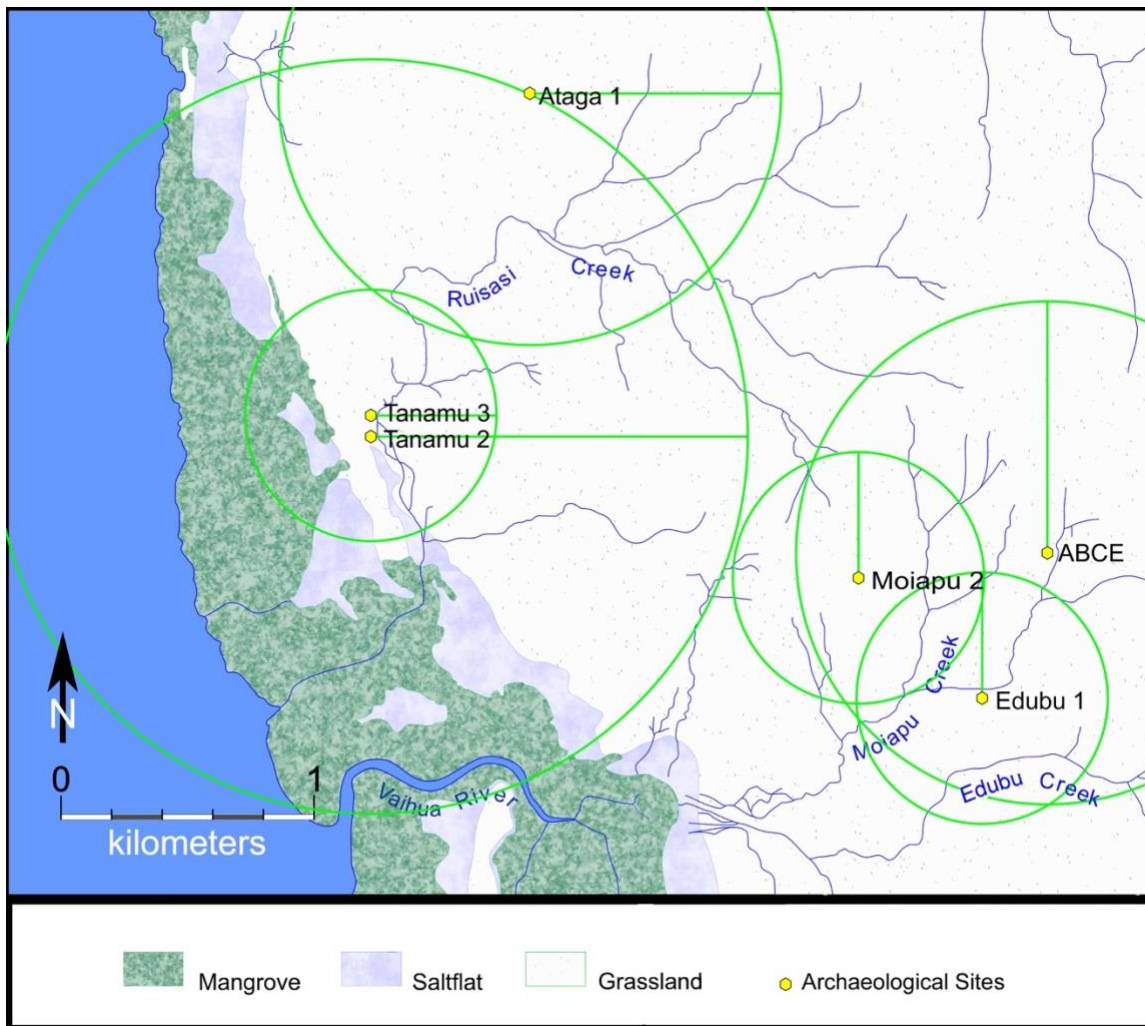 Ataga 1
Ruisasi Creek
Tanamu 3
Tanamu 2
ABCE
Moiapu 2
Moiapu Creek
Edubu 1
Edubu Creek
N
0 1
kilometers
Vaihua River
Mangrove
Saltflat
Grassland
Archaeological Sites